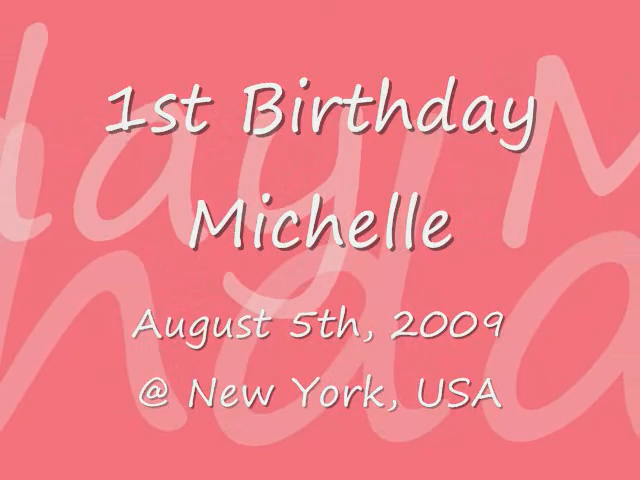 1st Birthday
Michelle
August 5th, 2009
@ New York, USA